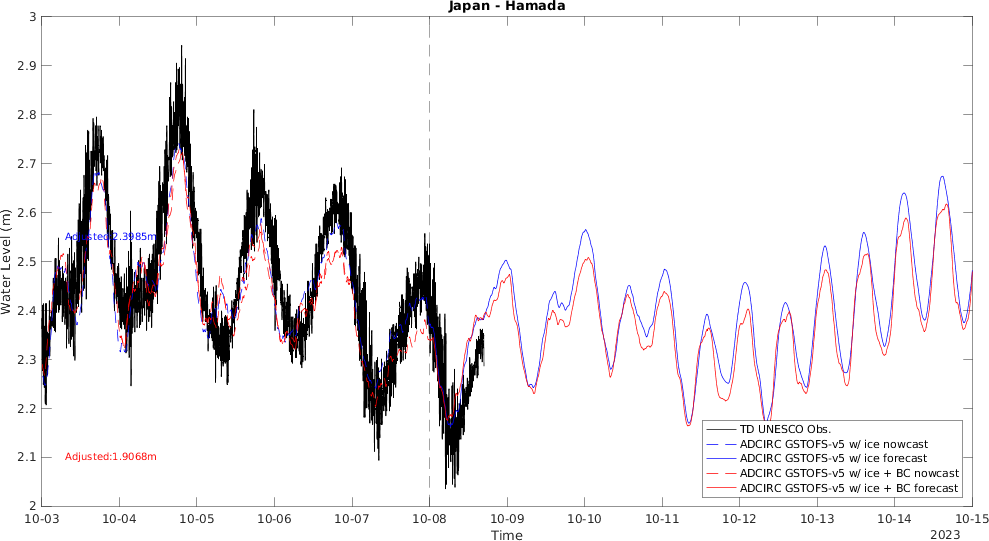 Japan - Hamada
3
2.9
2.8
2.7
2.6
2.5
2.4
2.3
2.2
2.1
2
Water Level (m)
Adjusted:2.3985m
Adjusted:1.9068m
TD UNESCO Obs.
ADCIRC GSTOFS-v5 w/ ice nowcast
ADCIRC GSTOFS-v5 w/ ice forecast
ADCIRC GSTOFS-v5 w/ ice + BC nowcast
ADCIRC GSTOFS-v5 w/ ice + BC forecast
10-03 10-04 10-05 10-06 10-07 10-08 10-09 10-10 10-11 10-12 10-13 10-14 10-15
Time
2023